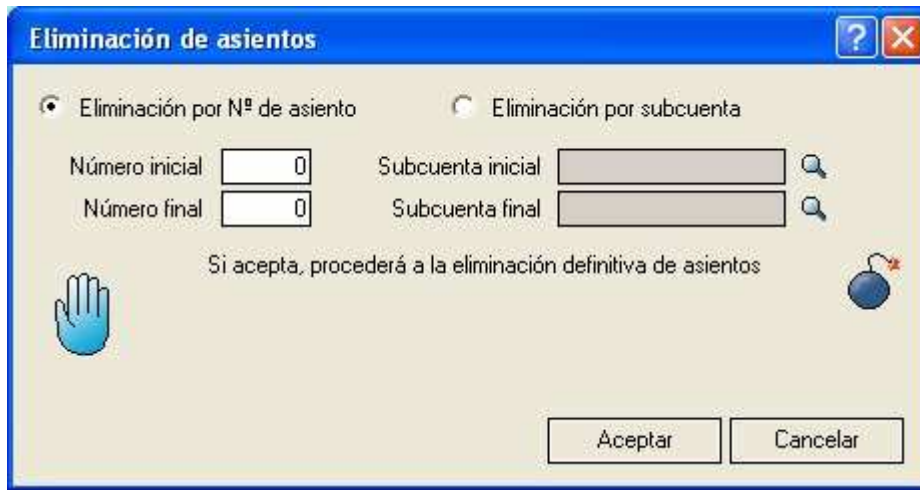 Eliminación de asientos
Eliminación por Nº de asiento Eliminación por subcuenta
Número inicial 0 Subcuenta inicial
Número final 0 Subcuenta final
Si acepta, procederá a la eliminación definitiva de asientos
Aceptar Cancelar